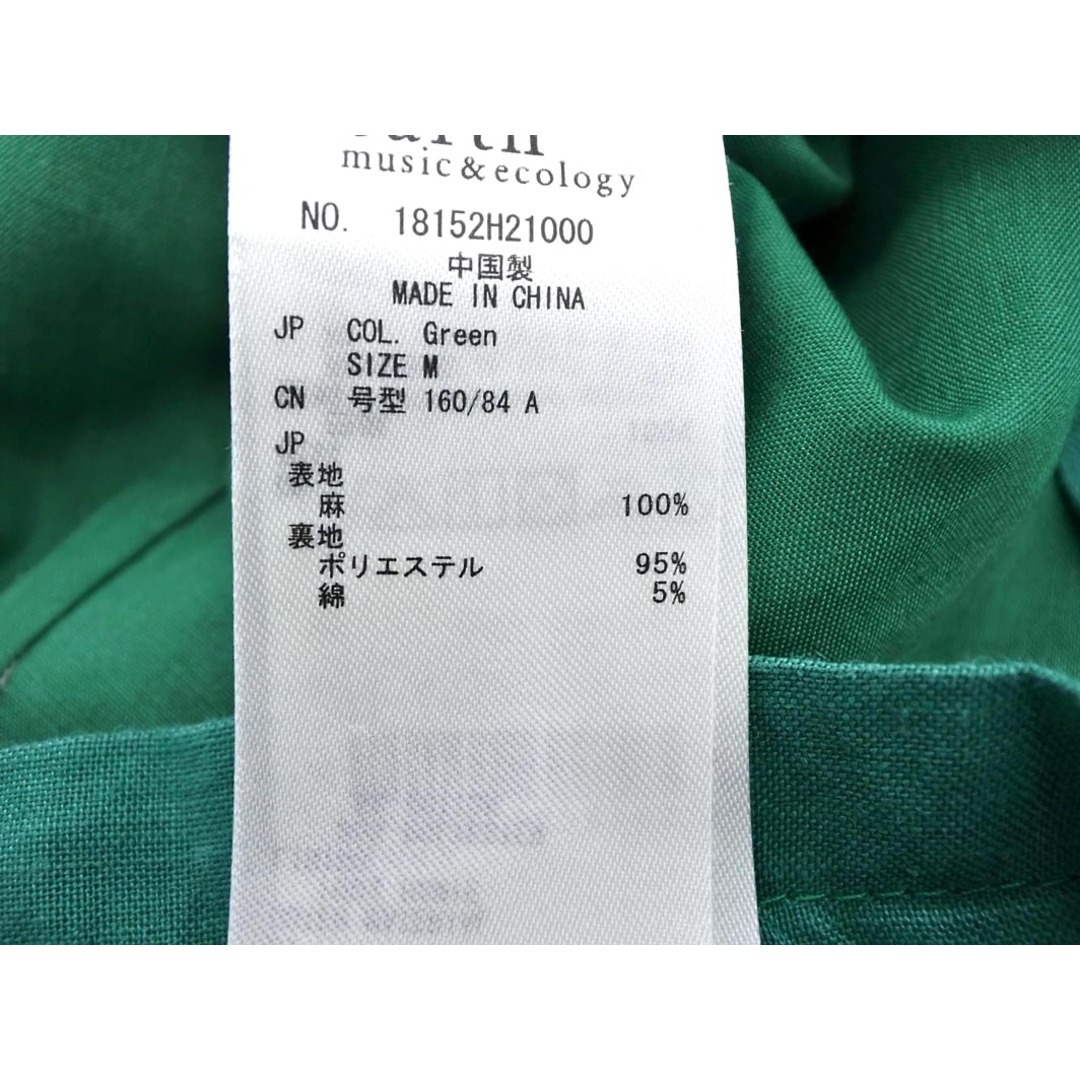 earth
music&ecology
NO. 18152H21000
中国製
MADE IN CHINA
JP COL. Green
SIZE M
CN 号型 160/84 A
JP
表地
麻 100%
裏地
ポリエステル 95%
綿 5%